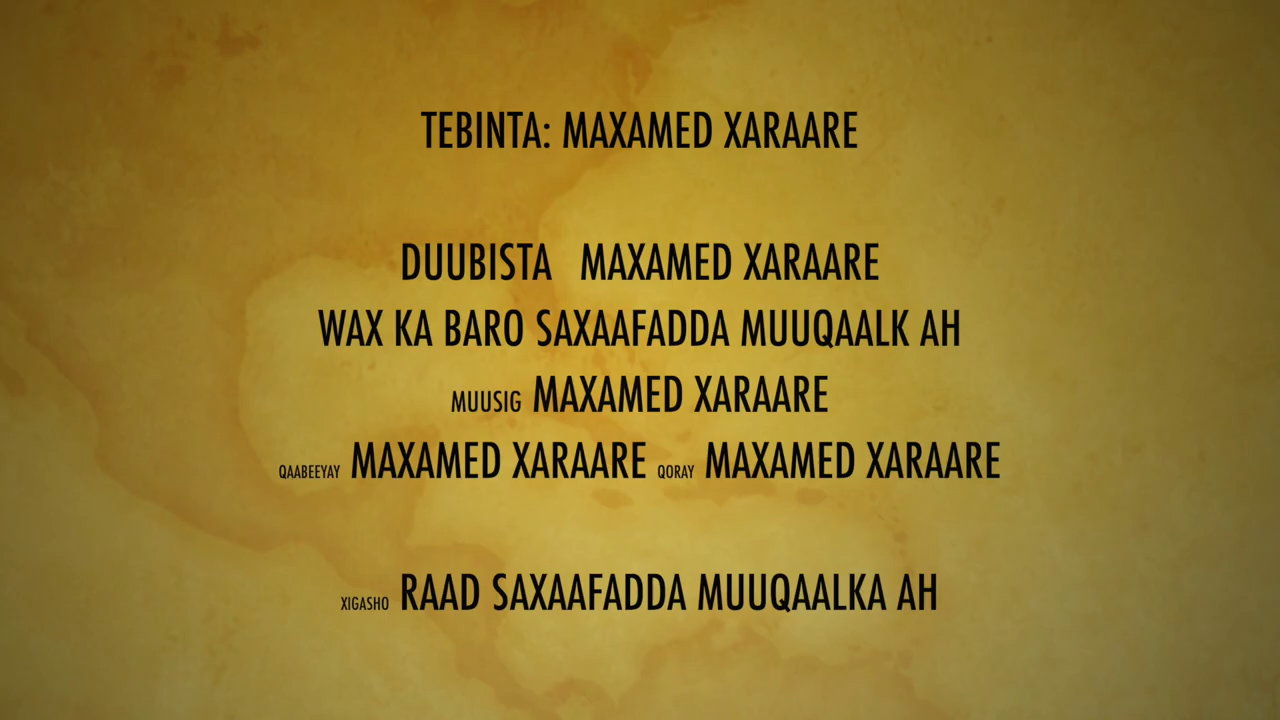 TEBINTA: MAXAMED XARAARE
DUUBISTA MAXAMED XARAARE
WAX KA BARO SAXAAFADDA MUUQAALK AH
MUUSIG MAXAMED XARAARE
QAABEEYAY MAXAMED XARAARE QORAY MAXAMED XARAARE
XIGASHO RAAD SAXAAFADDA MUUQAALKA AH